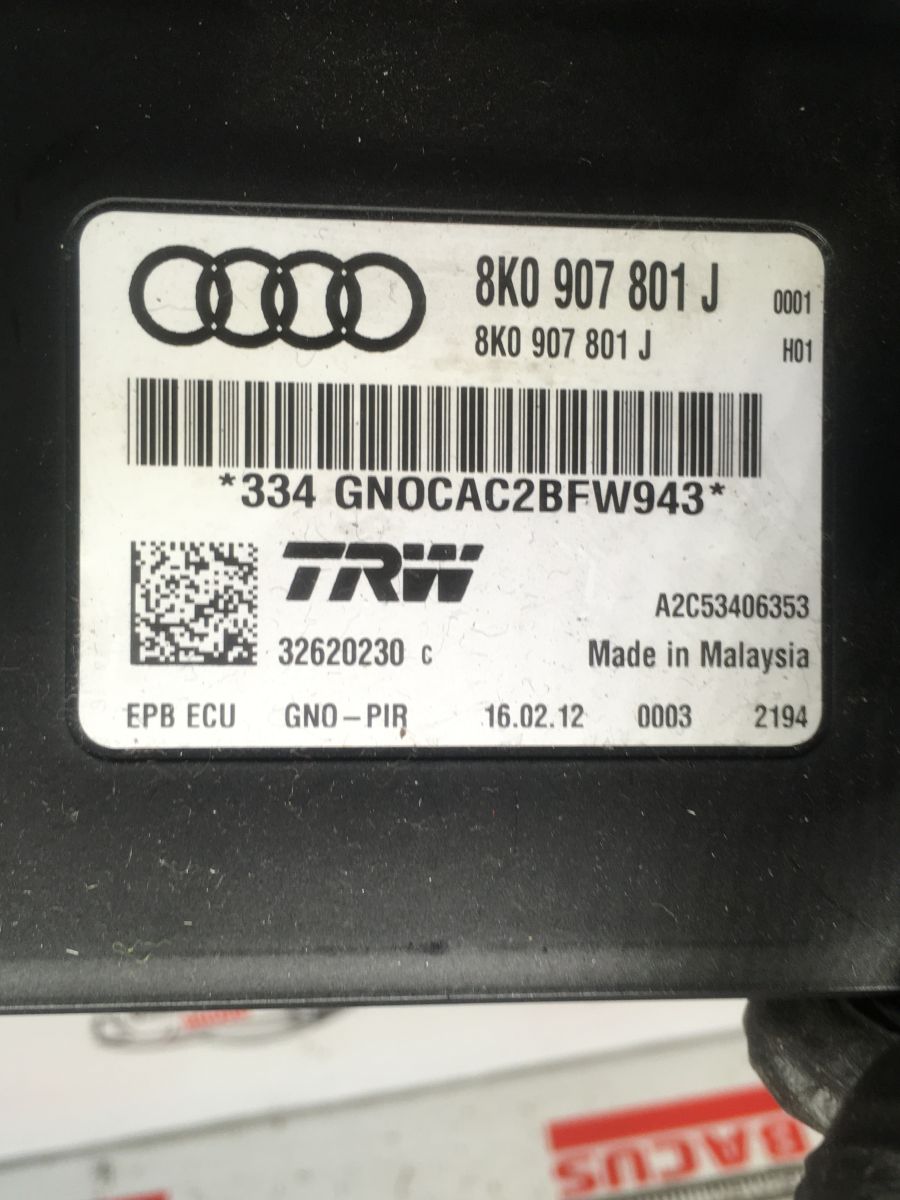 8K0 907 801 J 0001
8K0 907 801 J H01
*334 GNOCAC2BFW943*
TRW
A2C53406353
32620230 c Made in Malaysia
EPB ECU GNO-PIR 16.02.12 0003 2194
BACUS